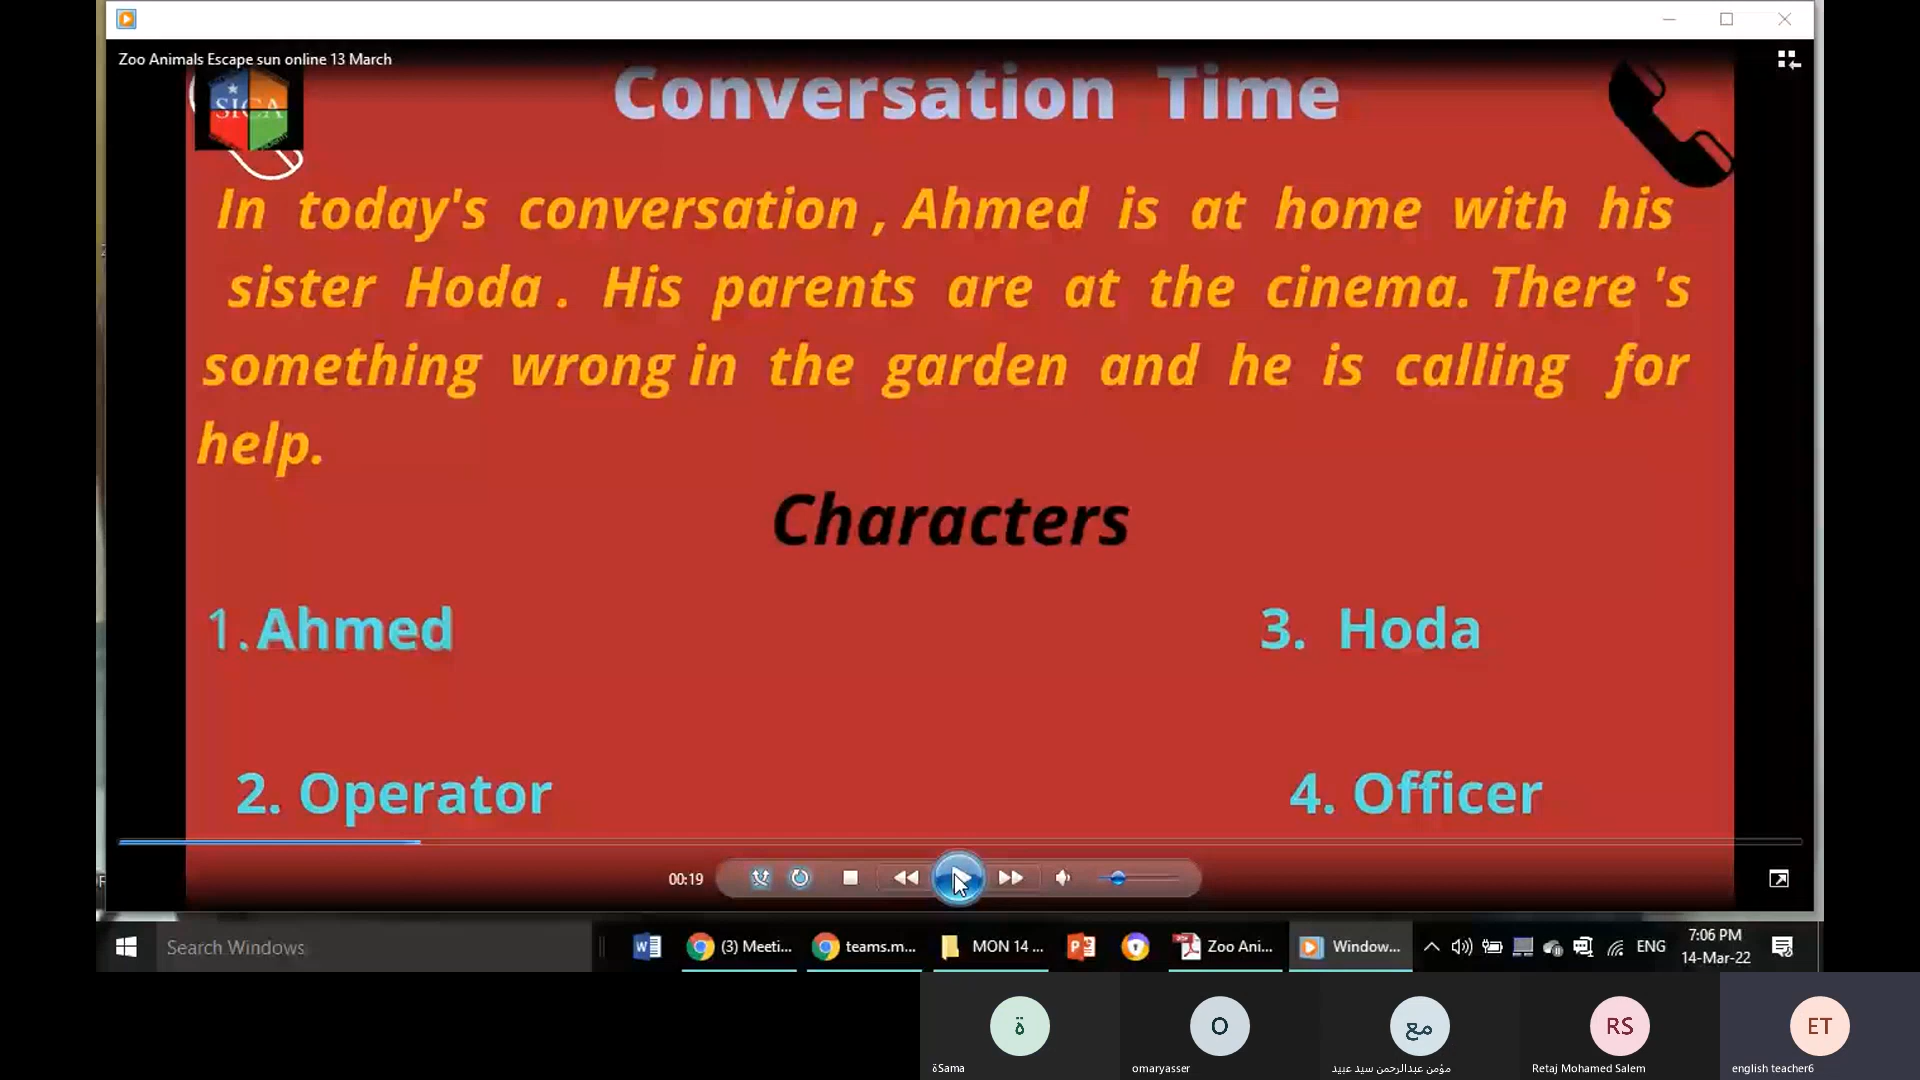 Zoo Animals Escape sun online 13 March
SICA
Conversation Time
In today's conversation , Ahmed is at home with his
sister Hoda . His parents are at the cinema. There 's
something wrong in the garden and he is calling for
help.
Characters
1. Ahmed
3. Hoda
2. Operator
4. Officer
00:19
Search Windows
(3) Meeti...
teams.m...
MON 14 ...
Zoo Ani...
Window...
ENG
7:06 PM
14-Mar-22
ة
O
مع
RS
ET
ةSama
omaryasser
مؤمن عبدالرحمن سيد عبيد
Retaj Mohamed Salem
english teacher6